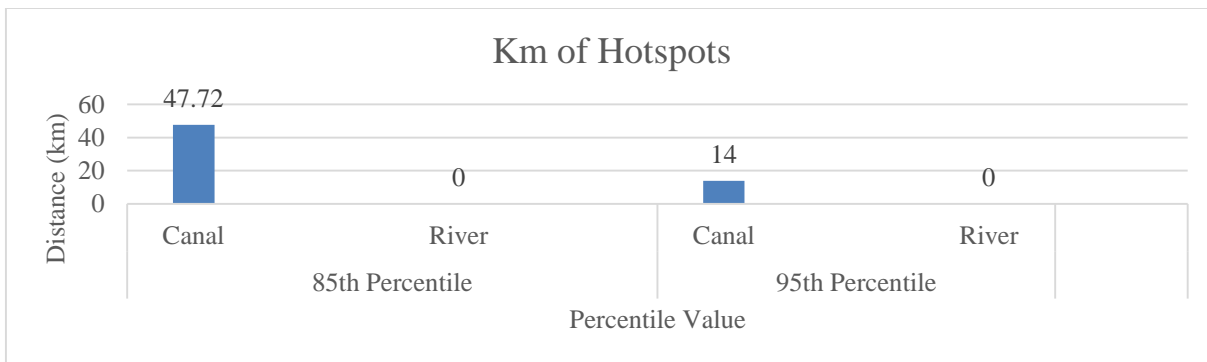 Km of Hotspots
47.72
60
40
20
0
Distance (km)
0
14
0
Canal
River
Canal
River
85th Percentile
95th Percentile
Percentile Value